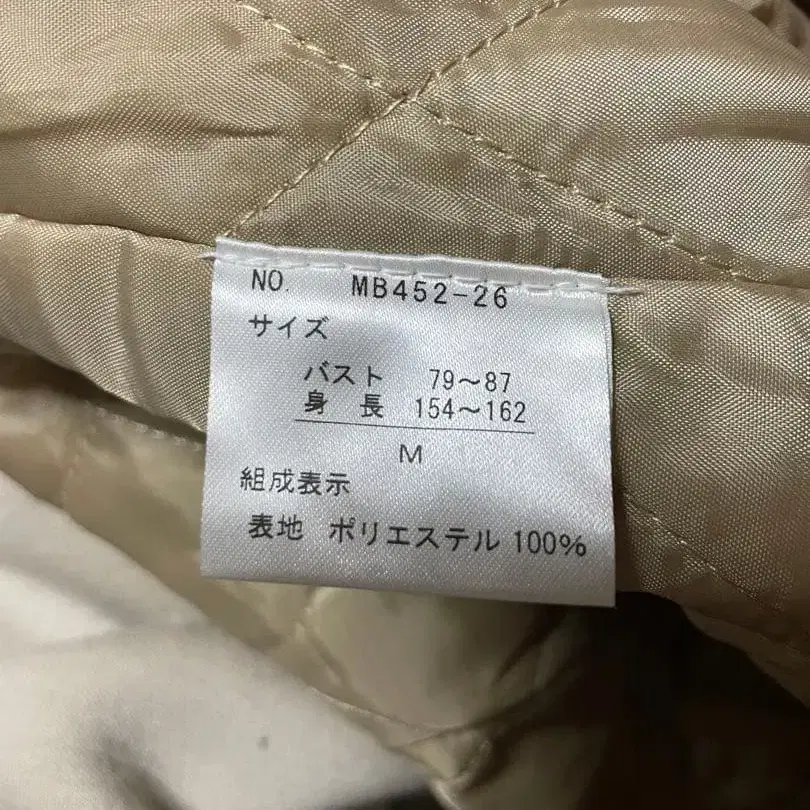 NO. MB452-26
サイズ
バスト 79～87
身 長 154～162
M
組成表示
表地 ポリエステル 100%